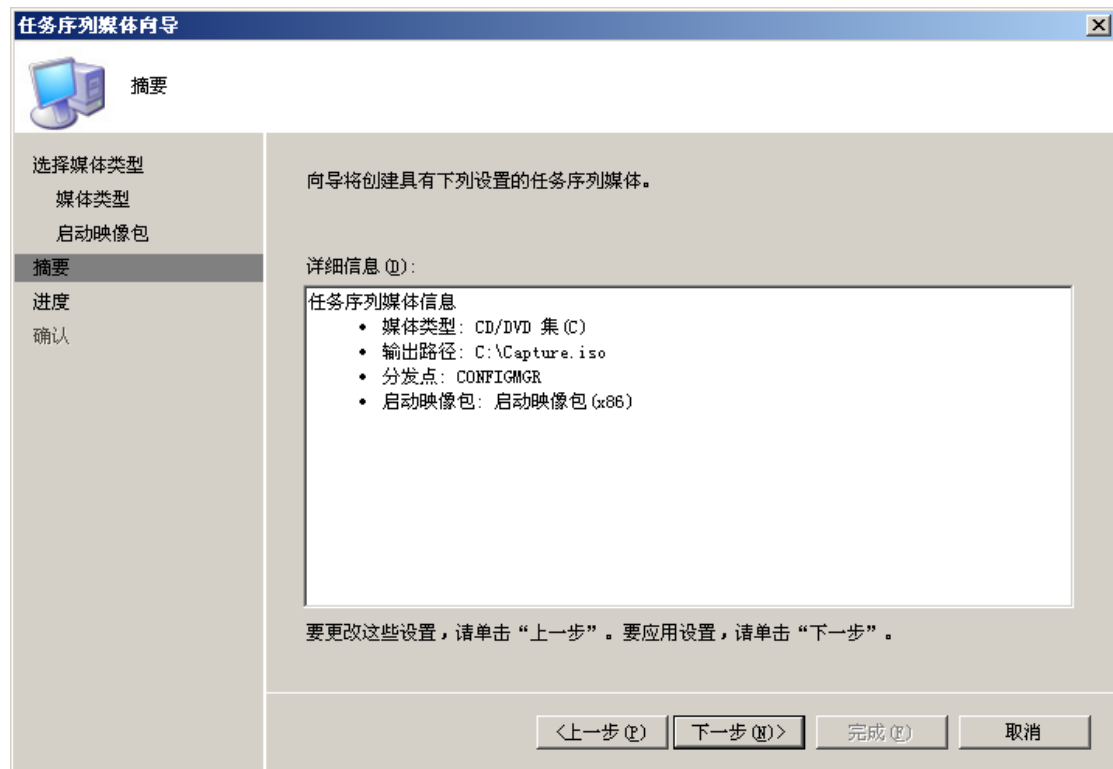 任务序列媒体向导
摘要
选择媒体类型
媒体类型
启动映像包
摘要
进度
确认
向导将创建具有下列设置的任务序列媒体。
详细信息(D):
任务序列媒体信息
• 媒体类型: CD/DVD 集(C)
• 输出路径: C:\Capture.iso
• 分发点: CONFIGMGR
• 启动映像包: 启动映像包(x86)
要更改这些设置，请单击“上一步”。要应用设置，请单击“下一步”。
<上一步(P) 下一步(N)> 完成(F) 取消